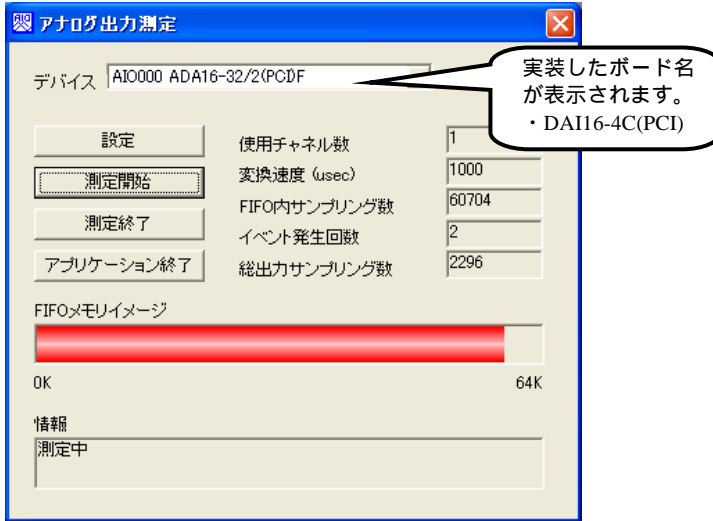 アナログ出力測定
デバイス AIO000 ADA16-32/2(PCI)F
実装したボード名
が表示されます。
・DAI16-4C(PCI)
設定
測定開始
測定終了
アプリケーション終了
使用チャネル数 1
変換速度 (usec) 1000
FIFO内サンプリング数 60704
イベント発生回数 2
総出力サンプリング数 2296
FIFOメモリイメージ
0K 64K
情報
測定中